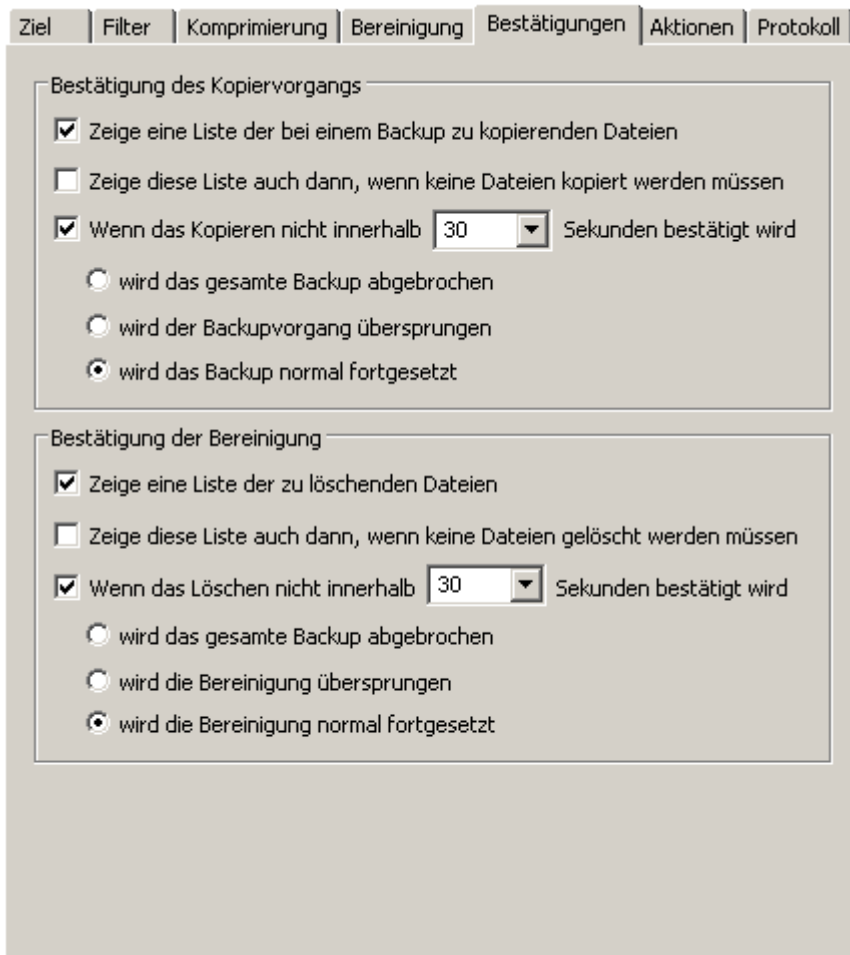 Ziel Filter Komprimierung Bereinigung Bestätigungen Aktionen Protokoll
Bestätigung des Kopiervorgangs
Zeige eine Liste der bei einem Backup zu kopierenden Dateien
Zeige diese Liste auch dann, wenn keine Dateien kopiert werden müssen
Wenn das Kopieren nicht innerhalb 30 Sekunden bestätigt wird
wird das gesamte Backup abgebrochen
wird der Backupvorgang übersprungen
wird das Backup normal fortgesetzt
Bestätigung der Bereinigung
Zeige eine Liste der zu löschenden Dateien
Zeige diese Liste auch dann, wenn keine Dateien gelöscht werden müssen
Wenn das Löschen nicht innerhalb 30 Sekunden bestätigt wird
wird das gesamte Backup abgebrochen
wird die Bereinigung übersprungen
wird die Bereinigung normal fortgesetzt